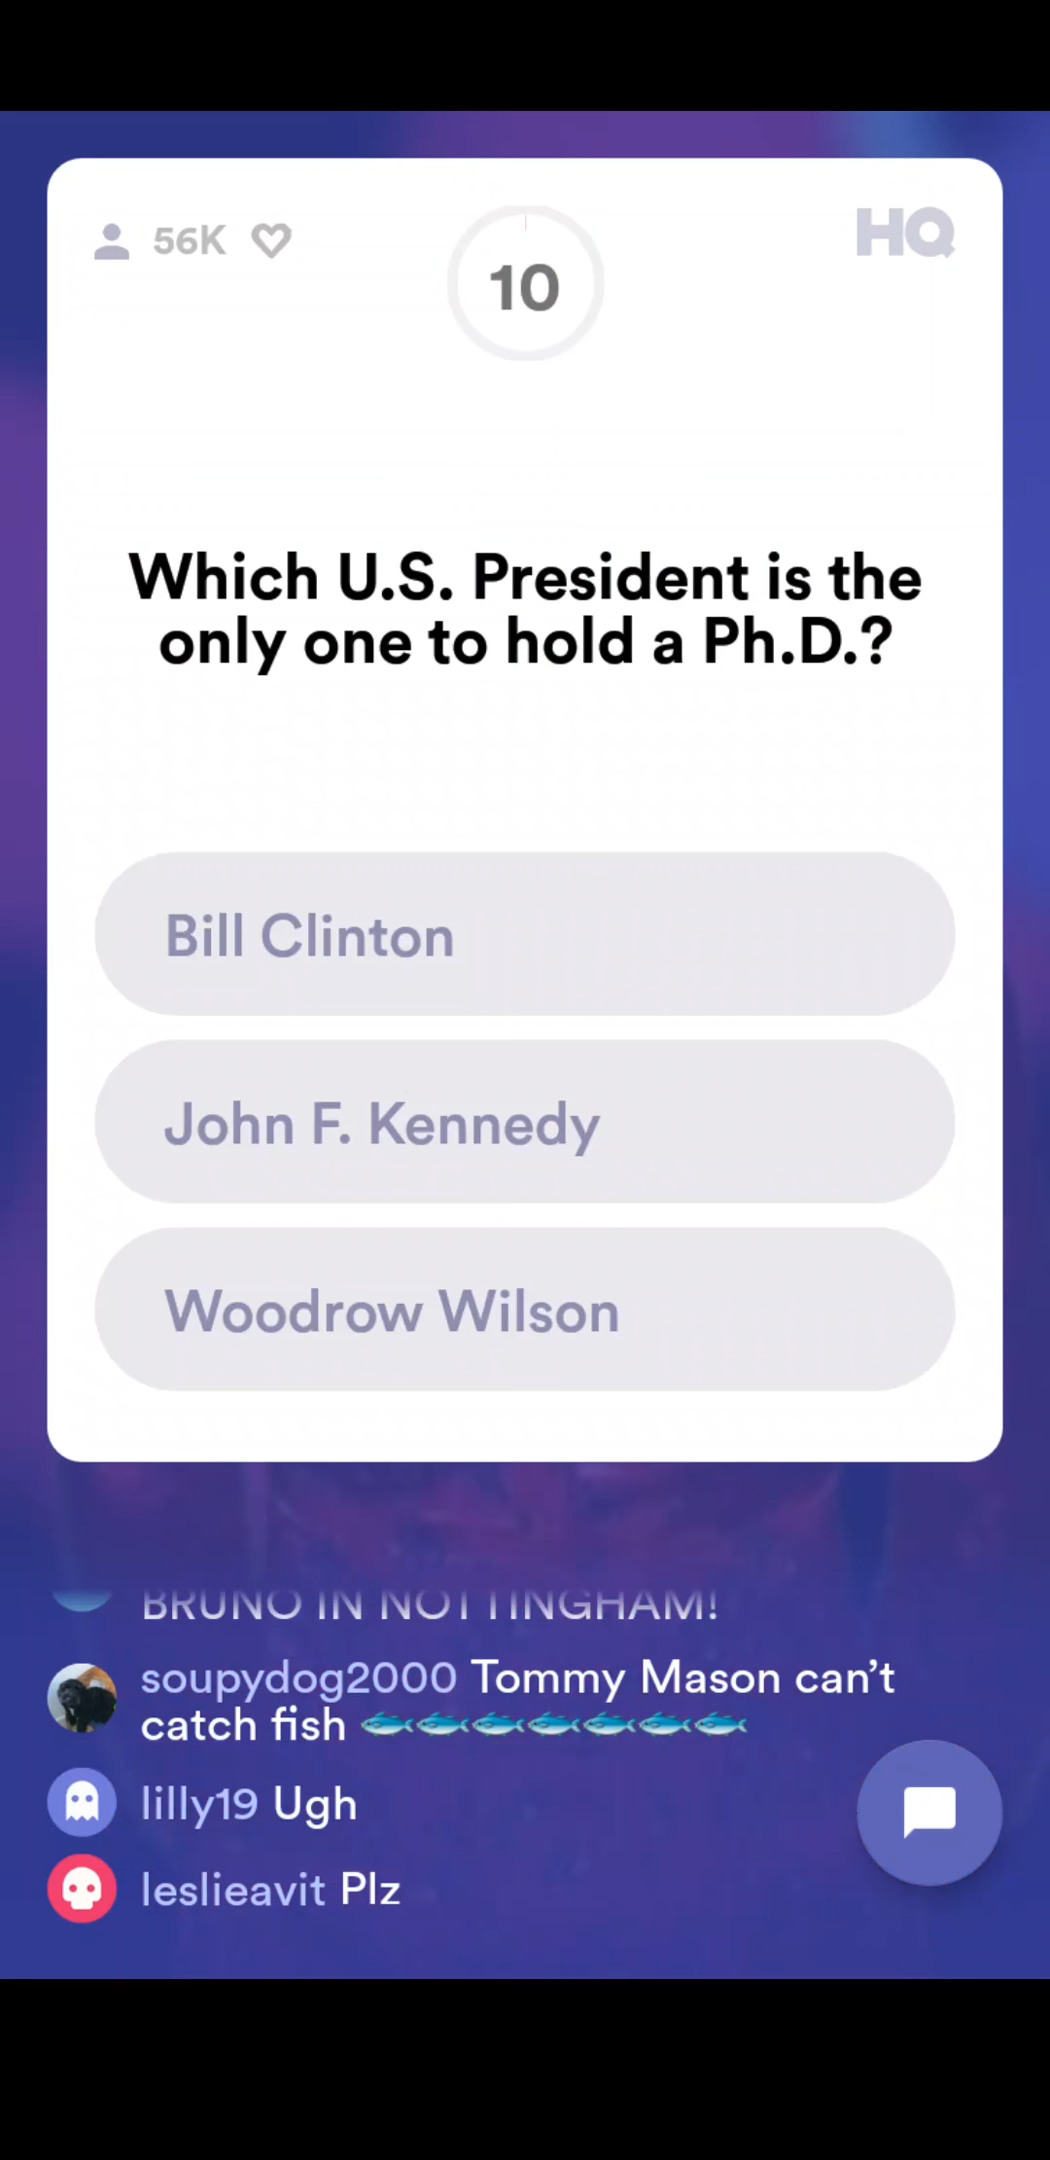 56K
10
HQ
Which U.S. President is the
only one to hold a Ph.D.?
Bill Clinton
John F. Kennedy
Woodrow Wilson
BRUNO IN NOTTINGHAM!
soupydog2000 Tommy Mason can't
catch fish 🐟🐟🐟🐟🐟🐟🐟
lilly19 Ugh
leslieavit Plz